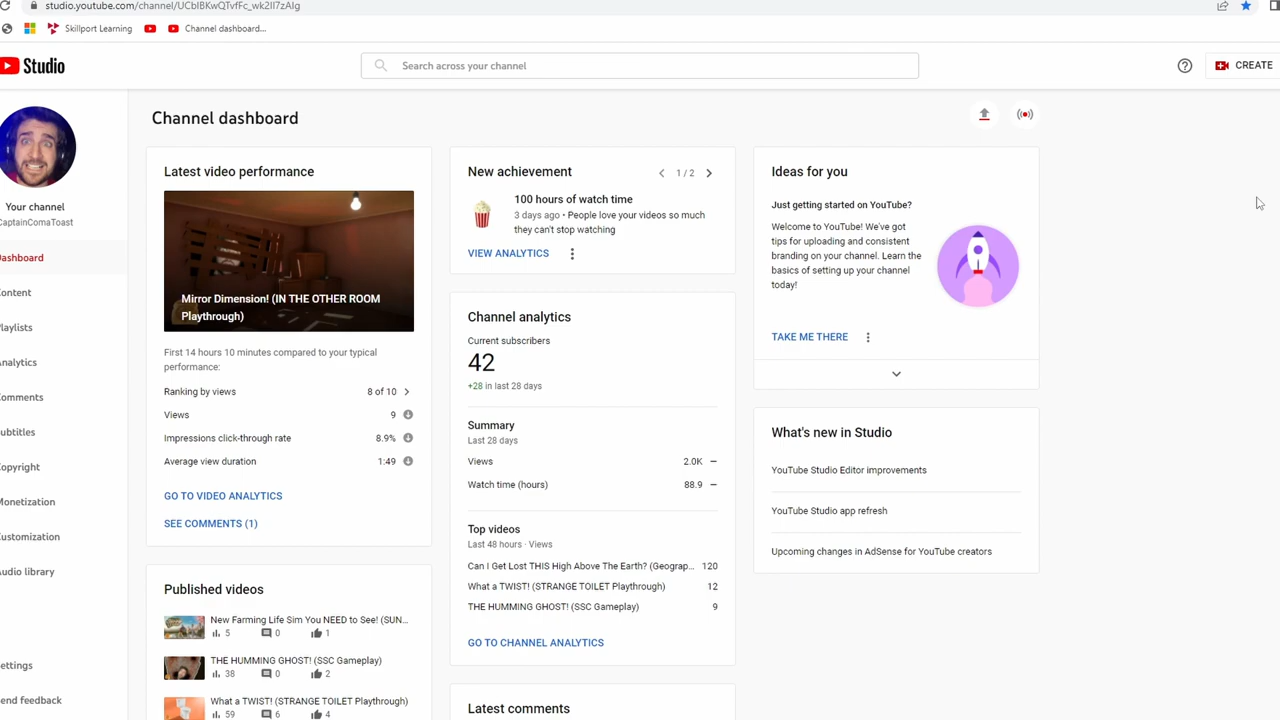 studio.youtube.com/channel/UCbIBKwQTvfFc_wk2II7zAIg
Skillport Learning
Channel dashboard...
Studio
Search across your channel
CREATE
Channel dashboard
Your channel
CaptainComaToast
Dashboard
Content
Playlists
Analytics
Comments
ubtitles
Copyright
Monetization
Customization
Audio library
ettings
end feedback
Latest video performance
Mirror Dimension! (IN THE OTHER ROOM
Playthrough)
First 14 hours 10 minutes compared to your typical
performance:
Ranking by views 8 of 10
Views 9
Impressions click-through rate 8.9%
Average view duration 1:49
GO TO VIDEO ANALYTICS
SEE COMMENTS (1)
Published videos
New Farming Life Sim You NEED to See! (SUN...
5 0 1
THE HUMMING GHOST! (SSC Gameplay)
38 0 2
What a TWIST! (STRANGE TOILET Playthrough)
59 6 4
New achievement
1 / 2
100 hours of watch time
3 days ago • People love your videos so much
they can't stop watching
VIEW ANALYTICS
Channel analytics
Current subscribers
42
+28 in last 28 days
Summary
Last 28 days
Views 2.0K —
Watch time (hours) 88.9 —
Top videos
Last 48 hours · Views
Can I Get Lost THIS High Above The Earth? (Geograp... 120
What a TWIST! (STRANGE TOILET Playthrough) 12
THE HUMMING GHOST! (SSC Gameplay) 9
GO TO CHANNEL ANALYTICS
Latest comments
Ideas for you
Just getting started on YouTube?
Welcome to YouTube! We've got
tips for uploading and consistent
branding on your channel. Learn the
basics of setting up your channel
today!
TAKE ME THERE
What's new in Studio
YouTube Studio Editor improvements
YouTube Studio app refresh
Upcoming changes in AdSense for YouTube creators